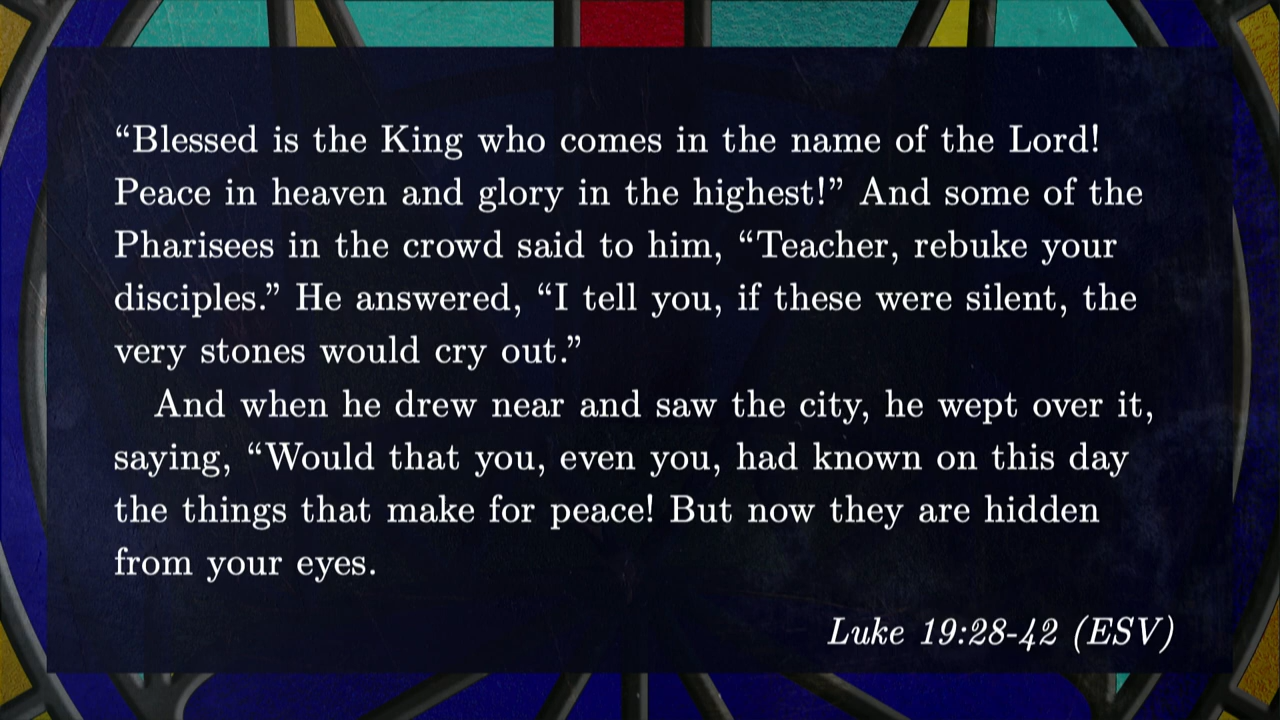 “Blessed is the King who comes in the name of the Lord!
Peace in heaven and glory in the highest!” And some of the
Pharisees in the crowd said to him, “Teacher, rebuke your
disciples.” He answered, “I tell you, if these were silent, the
very stones would cry out.”
And when he drew near and saw the city, he wept over it,
saying, “Would that you, even you, had known on this day
the things that make for peace! But now they are hidden
from your eyes.
Luke 19:28-42 (ESV)